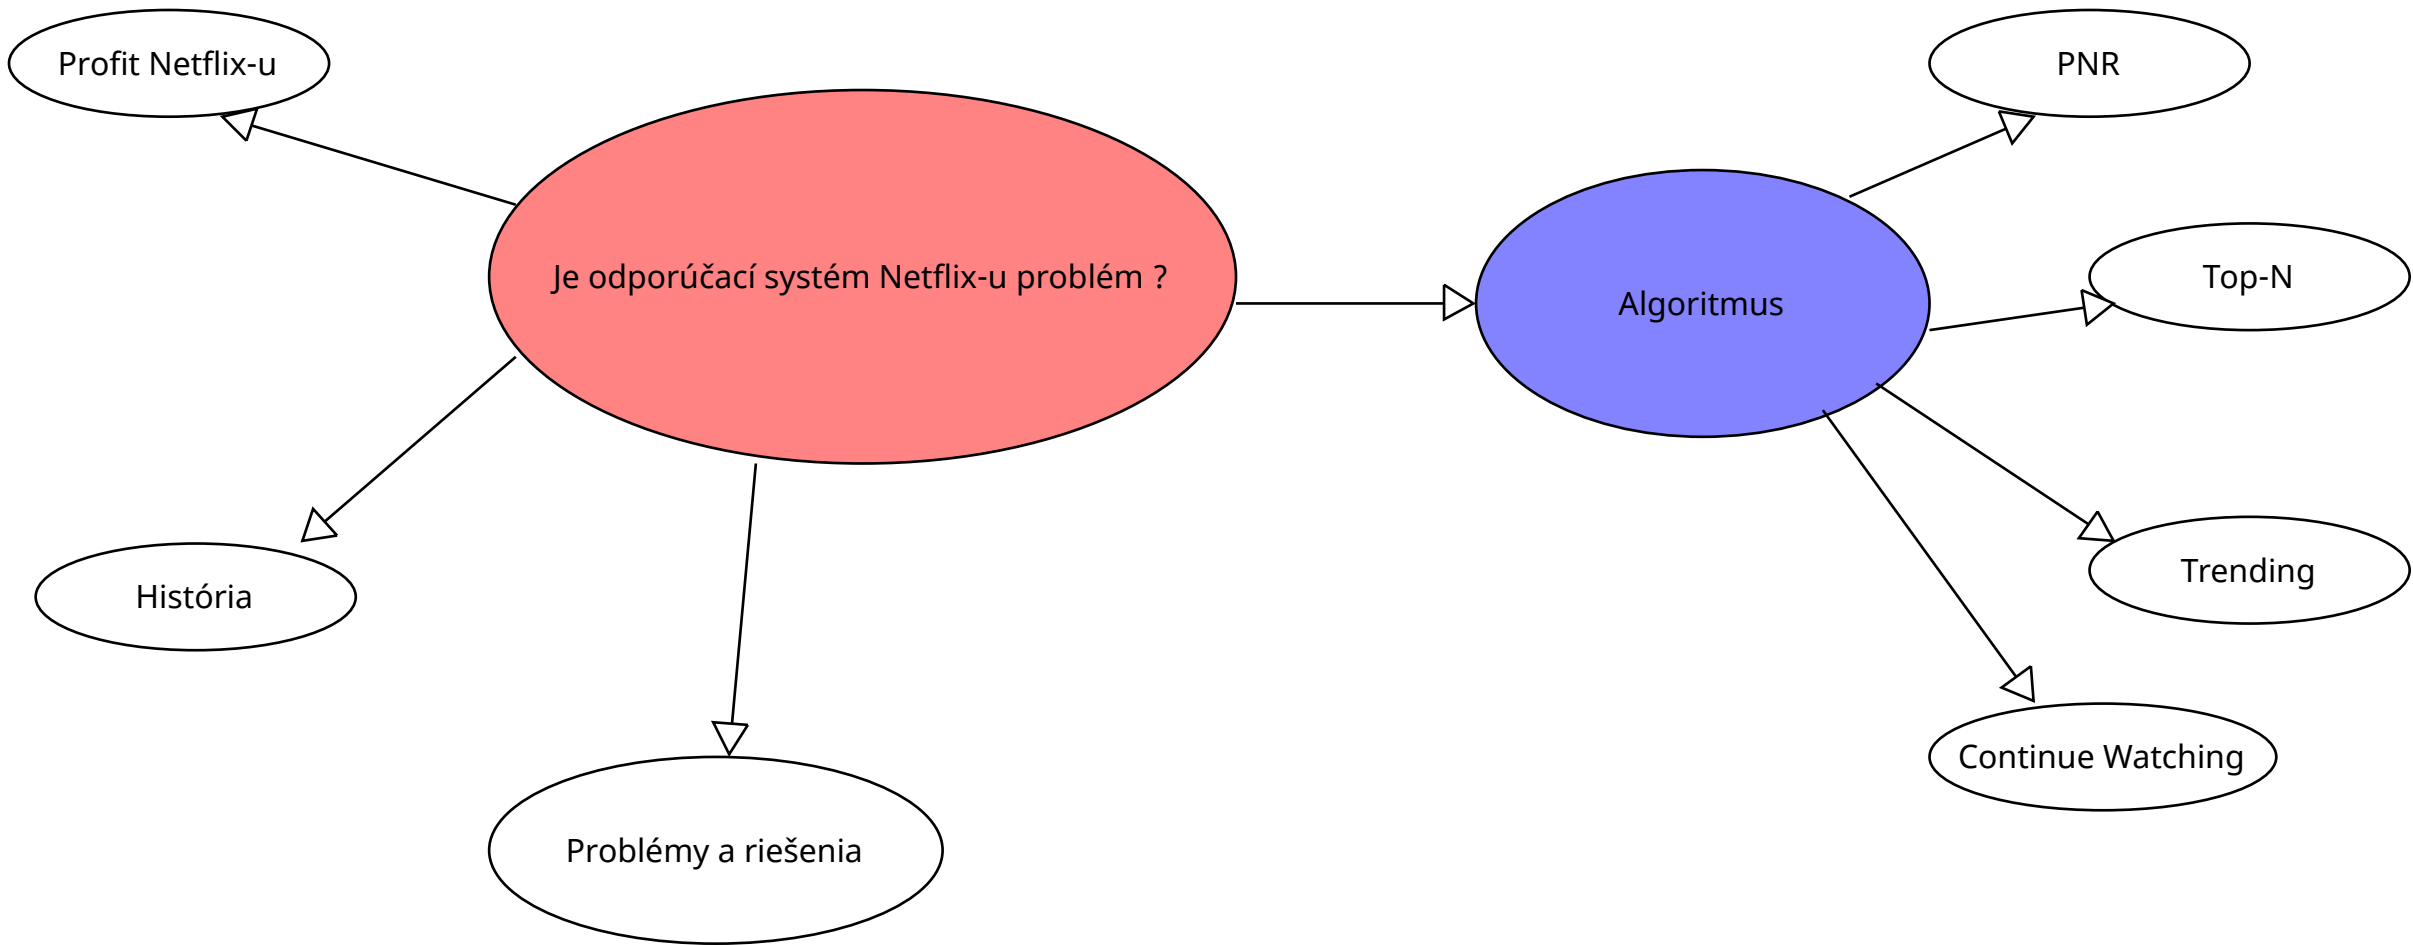 Profit Netflix-u
PNR
Je odporúčací systém Netflix-u problém ?
Top-N
Algoritmus
Trending
História
Continue Watching
Problémy a riešenia